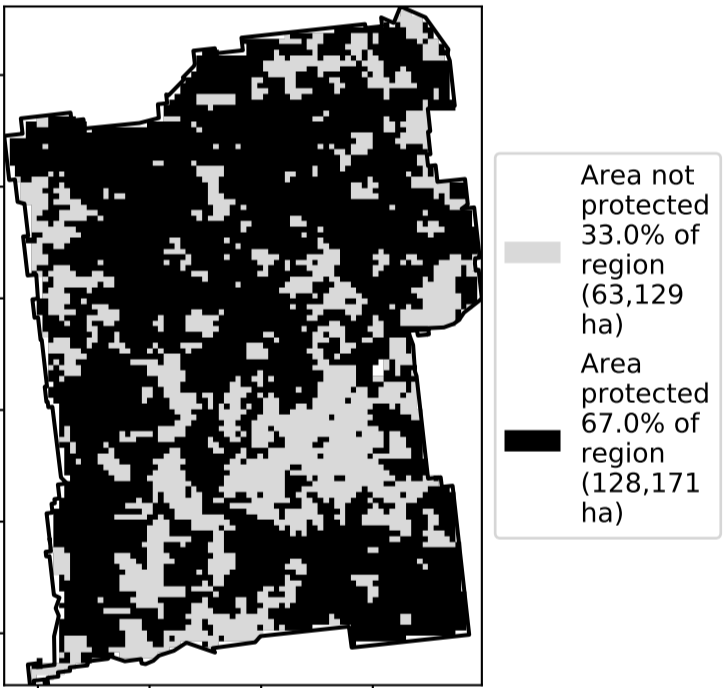 Area not
protected
33.0% of
region
(63,129
ha)
Area
protected
67.0% of
region
(128,171
ha)